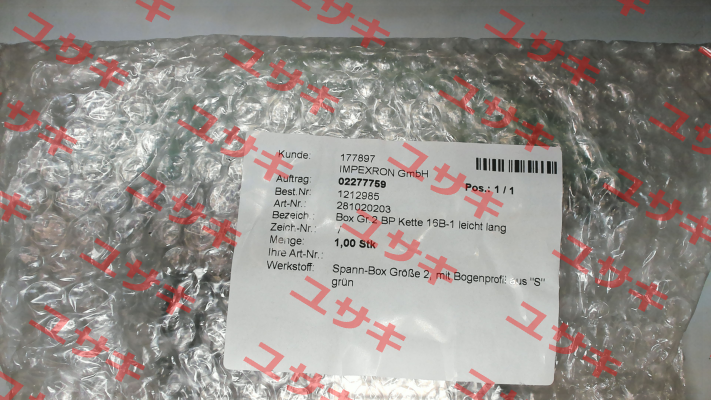 Kunde: 177897
IMPEXRON GmbH
Auftrag: 02277759 Pos.: 1 / 1
Best.Nr: 1212985
Art-Nr.: 281020203
Bezeich.: Box Gr.2 BP Kette 16B-1 leicht lang
Zeich-Nr.: /
Menge: 1,00 Stk
Ihre Art-Nr.:
Werkstoff: Spann-Box Größe 2, mit Bogenprofil aus "S"
grün
ユサキ